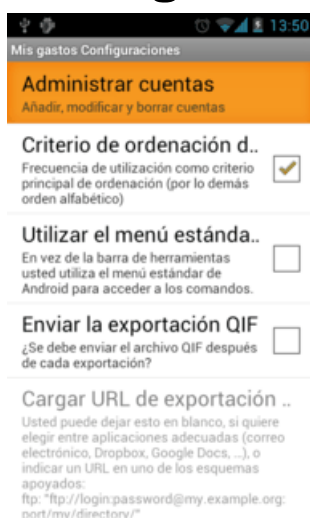 13:50
Mis gastos Configuraciones
Administrar cuentas
Añadir, modificar y borrar cuentas
Criterio de ordenación d..
Frecuencia de utilización como criterio
principal de ordenación (por lo demás
orden alfabético)
Utilizar el menú estánda..
En vez de la barra de herramientas
usted utiliza el menú estándar de
Android para acceder a los comandos.
Enviar la exportación QIF
¿Se debe enviar el archivo QIF después
de cada exportación?
Cargar URL de exportación ..
Usted puede dejar esto en blanco, si quiere
elegir entre aplicaciones adecuadas (correo
electrónico, Dropbox, Google Docs, …), o
indicar un URL en uno de los esquemas
apoyados:
ftp: "ftp://login:password@my.example.org:
port/my/directory/"